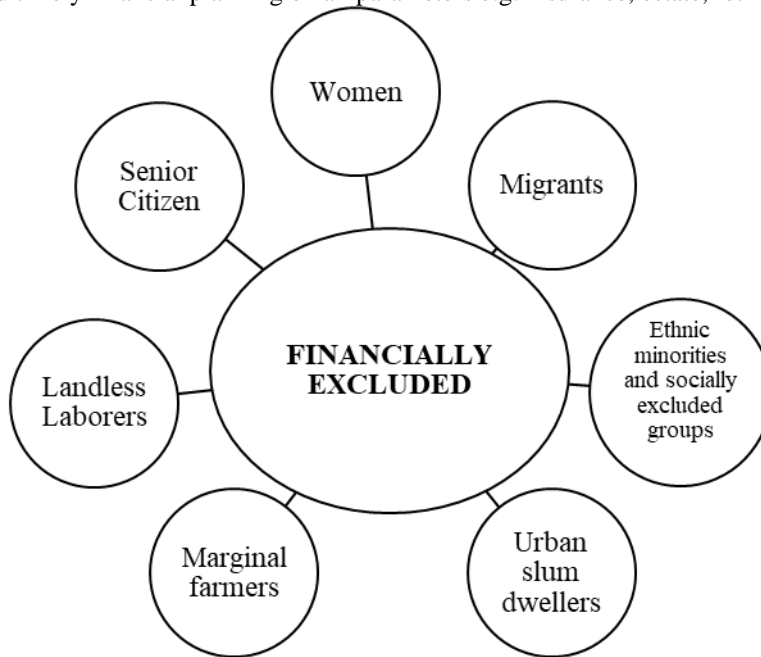 Women
Migrants
Senior
Citizen
FINANCIALLY
EXCLUDED
Ethnic
minorities
and socially
excluded
groups
Landless
Laborers
Marginal
farmers
Urban
slum
dwellers